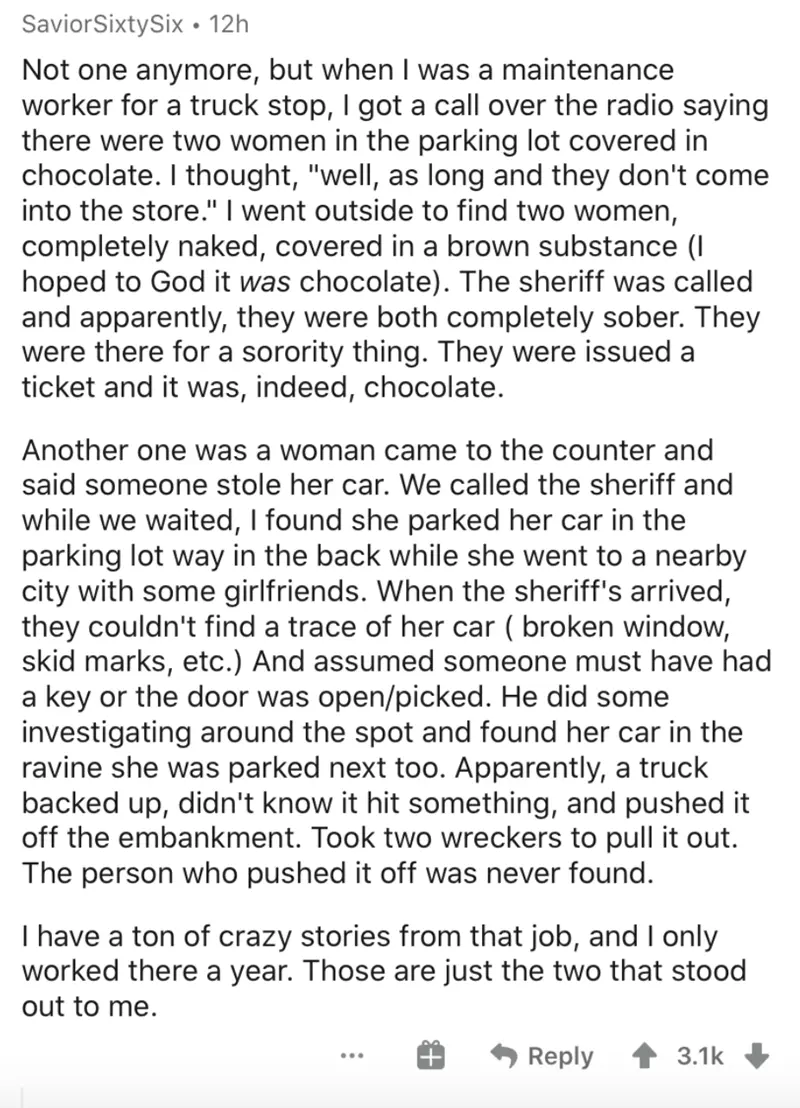 SaviorSixtySix • 12h
Not one anymore, but when I was a maintenance
worker for a truck stop, I got a call over the radio saying
there were two women in the parking lot covered in
chocolate. I thought, "well, as long and they don't come
into the store." I went outside to find two women,
completely naked, covered in a brown substance (I
hoped to God it was chocolate). The sheriff was called
and apparently, they were both completely sober. They
were there for a sorority thing. They were issued a
ticket and it was, indeed, chocolate.
Another one was a woman came to the counter and
said someone stole her car. We called the sheriff and
while we waited, I found she parked her car in the
parking lot way in the back while she went to a nearby
city with some girlfriends. When the sheriff's arrived,
they couldn't find a trace of her car ( broken window,
skid marks, etc.) And assumed someone must have had
a key or the door was open/picked. He did some
investigating around the spot and found her car in the
ravine she was parked next too. Apparently, a truck
backed up, didn't know it hit something, and pushed it
off the embankment. Took two wreckers to pull it out.
The person who pushed it off was never found.
I have a ton of crazy stories from that job, and I only
worked there a year. Those are just the two that stood
out to me.
... Reply 3.1k